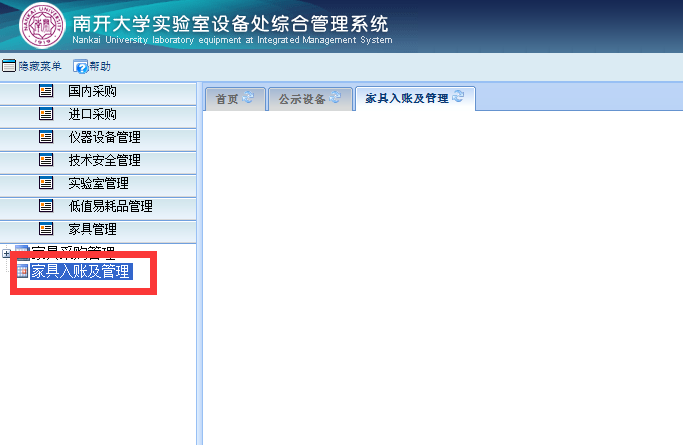 NANKAI UNIVERSITY
1919
南开大学实验室设备处综合管理系统
Nankai University laboratory equipment at Integrated Management System
隐藏菜单 帮助
国内采购
进口采购
仪器设备管理
技术安全管理
实验室管理
低值易耗品管理
家具管理
家具采购管理
家具入账及管理
首页 公示设备 家具入账及管理